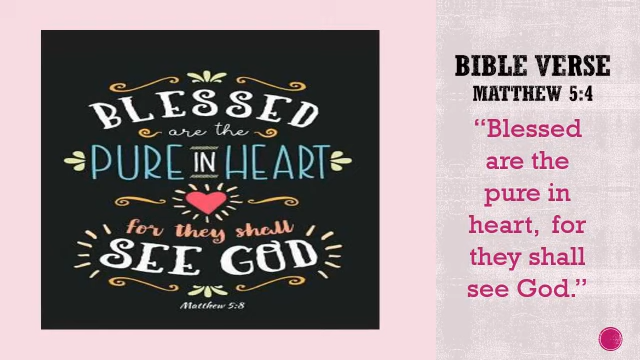 BLESSED
are the
PURE IN HEART
for they shall
SEE GOD
Matthew 5:8
BIBLE VERSE
MATTHEW 5:4
“Blessed
are the
pure in
heart, for
they shall
see God.”